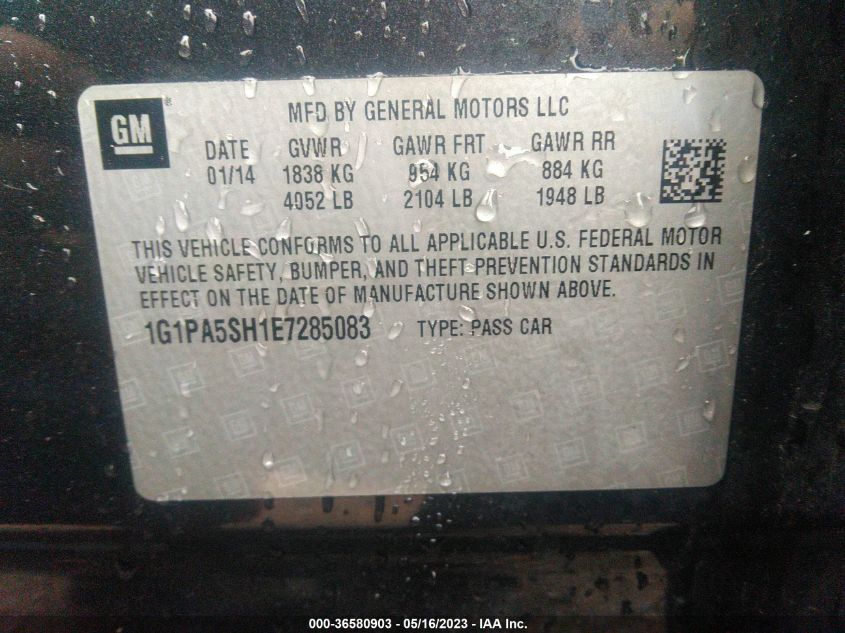 GM ®
MFD BY GENERAL MOTORS LLC
DATE GVWR GAWR FRT GAWR RR
01/14 1838 KG 954 KG 884 KG
4052 LB 2104 LB 1948 LB
THIS VEHICLE CONFORMS TO ALL APPLICABLE U.S. FEDERAL MOTOR
VEHICLE SAFETY, BUMPER, AND THEFT PREVENTION STANDARDS IN
EFFECT ON THE DATE OF MANUFACTURE SHOWN ABOVE.
1G1PA5SH1E7285083 TYPE: PASS CAR
000-36580903 - 05/16/2023 - IAA Inc.